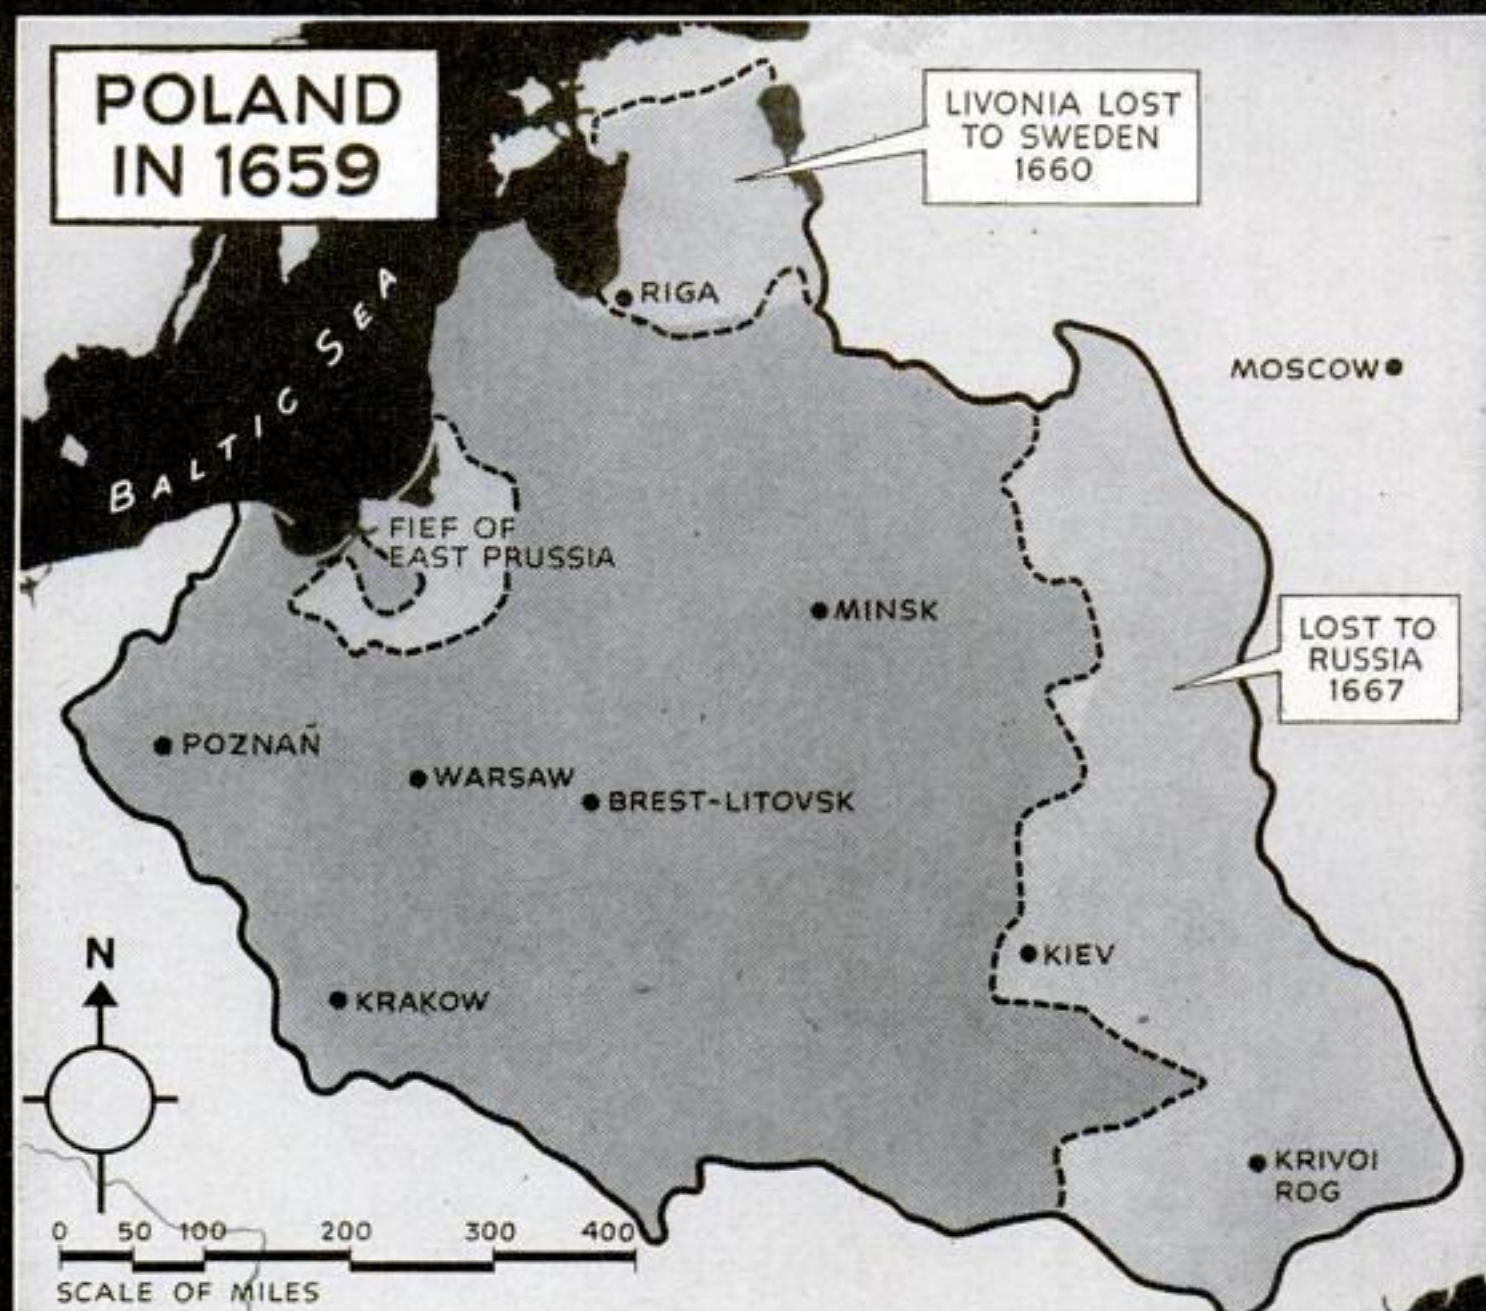 POLAND
IN 1659
LIVONIA LOST
TO SWEDEN
1660
RIGA
MOSCOW
BALTIC SEA
FIEF OF
EAST PRUSSIA
MINSK
LOST TO
RUSSIA
1667
POZNAŃ
WARSAW
BREST-LITOVSK
KIEV
N
KRAKOW
KRIVOI
ROG
0 50 100 200 300 400
SCALE OF MILES